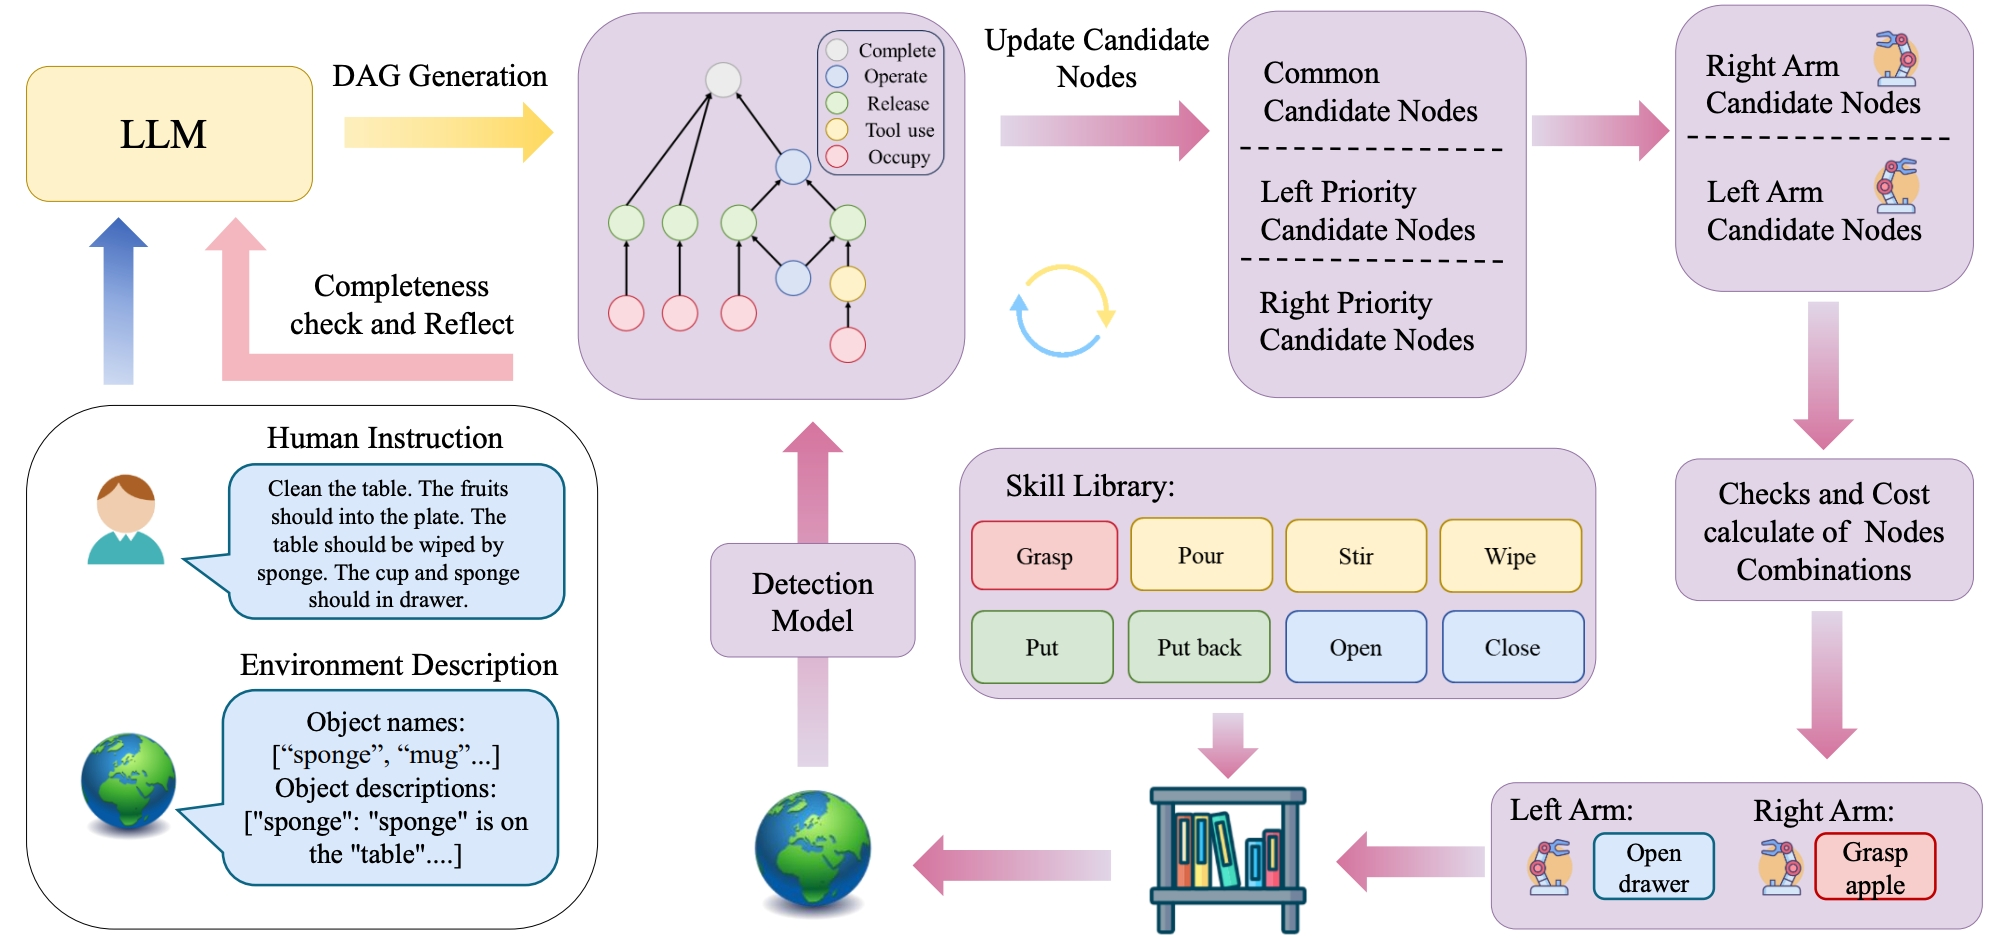 LLM
DAG Generation
Complete
Operate
Release
Tool use
Occupy
Update Candidate
Nodes
Common
Candidate Nodes
Left Priority
Candidate Nodes
Right Priority
Candidate Nodes
Right Arm
Candidate Nodes
Left Arm
Candidate Nodes
Completeness
check and Reflect
Human Instruction
Clean the table. The fruits
should into the plate. The
table should be wiped by
sponge. The cup and sponge
should in drawer.
Environment Description
Object names:
[“sponge”, “mug”...]
Object descriptions:
["sponge": "sponge" is on
the "table"....]
Detection
Model
Skill Library:
Grasp
Pour
Stir
Wipe
Put
Put back
Open
Close
Checks and Cost
calculate of Nodes
Combinations
Left Arm:
Open
drawer
Right Arm:
Grasp
apple